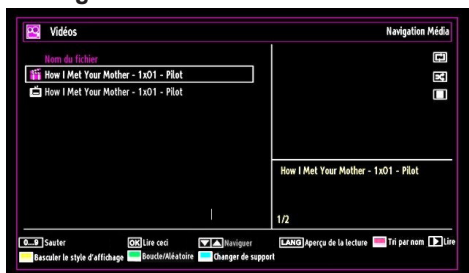 Vidéos
Navigation Média
Nom du fichier
How I Met Your Mother - 1x01 - Pilot
How I Met Your Mother - 1x01 - Pilot
How I Met Your Mother - 1x01 - Pilot
1/2
0...9 Sauter
OK Lire ceci
Naviguer
LANG Aperçu de la lecture
Tri par nom
Lire
Basculer le style d'affichage
Boucle/Aléatoire
Changer de support